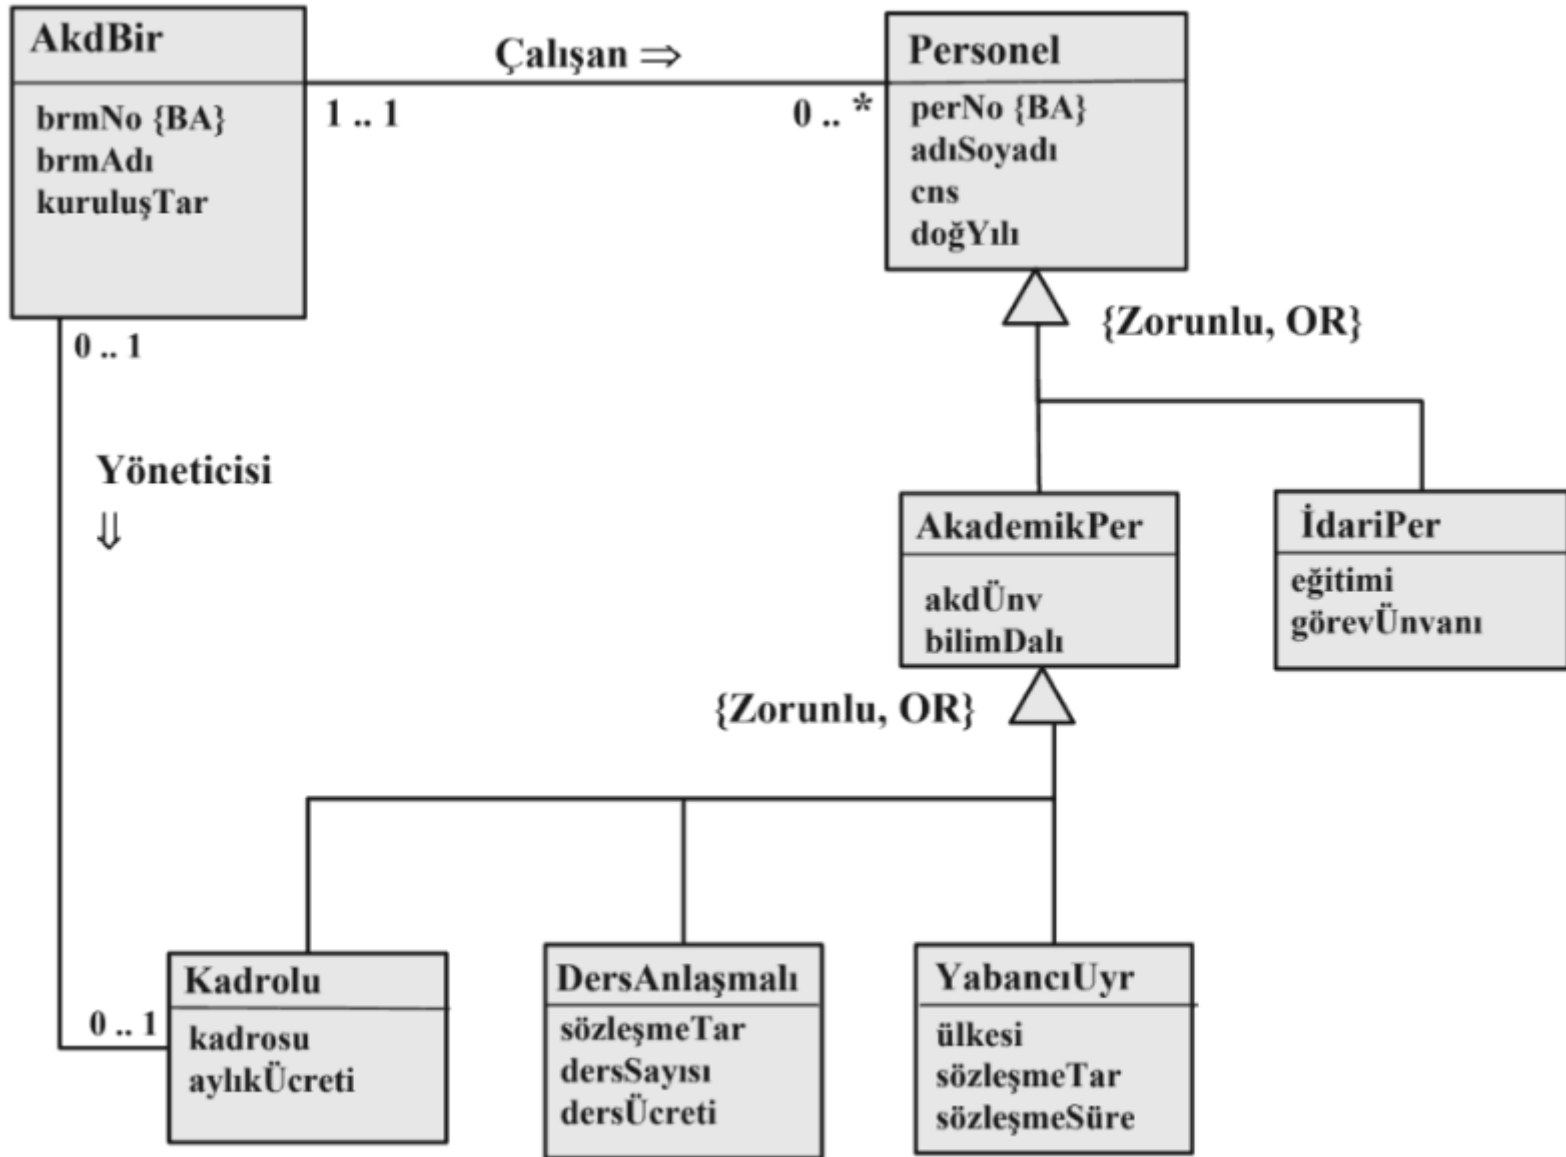 AkdBir
brmNo {BA}
brmAdı
kuruluşTar
Çalışan ⇒
1 .. 1
0 .. *
Personel
perNo {BA}
adıSoyadı
cns
doğYılı
{Zorunlu, OR}
0 .. 1
Yöneticisi
⇓
AkademikPer
akdÜnv
bilimDalı
İdariPer
eğitimi
görevÜnvanı
{Zorunlu, OR}
0 .. 1
Kadrolu
kadrosu
aylıkÜcreti
DersAnlaşmalı
sözleşmeTar
dersSayısı
dersÜcreti
YabancıUyr
ülkesi
sözleşmeTar
sözleşmeSüre